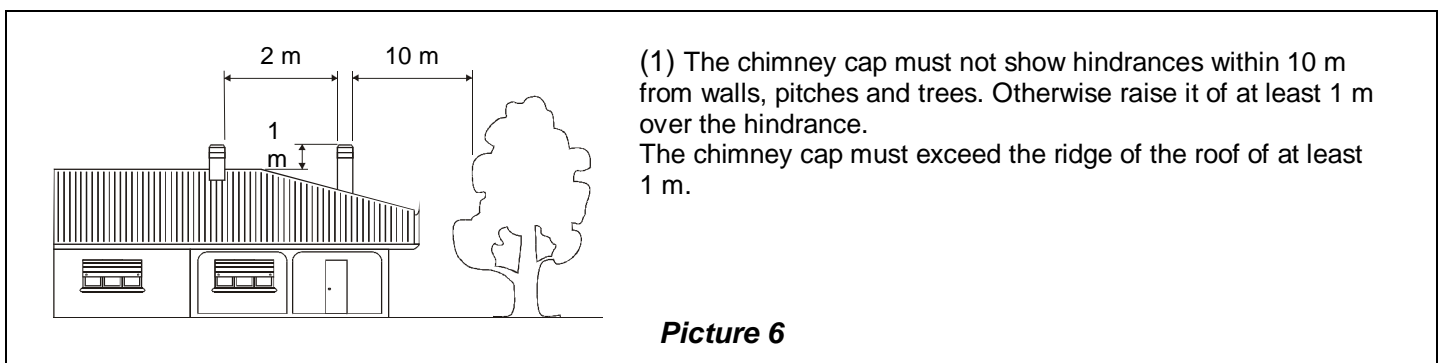 2 m
10 m
1
m
(1) The chimney cap must not show hindrances within 10 m
from walls, pitches and trees. Otherwise raise it of at least 1 m
over the hindrance.
The chimney cap must exceed the ridge of the roof of at least
1 m.
Picture 6